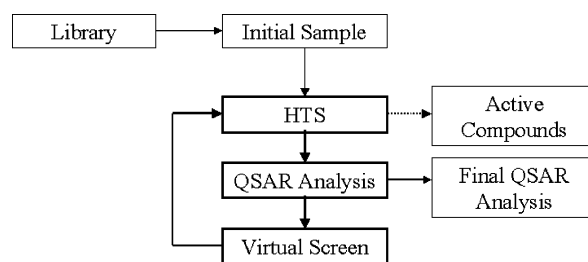 Library
Initial Sample
HTS
Active
Compounds
QSAR Analysis
Final QSAR
Analysis
Virtual Screen